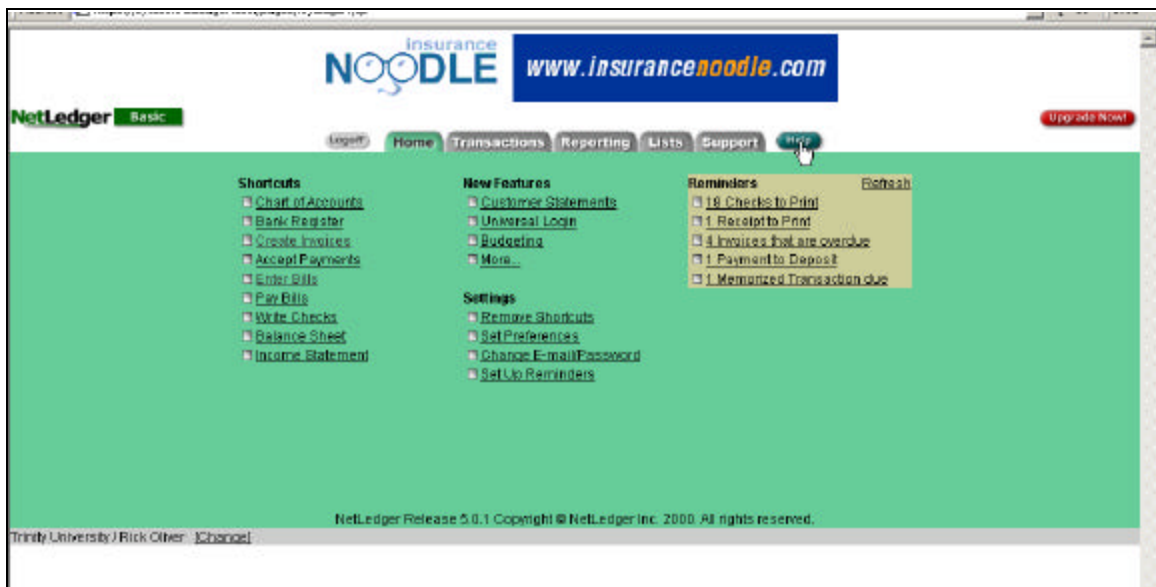 insurance
NOODLE
www.insurancenoodle.com
NetLedger Basic
Upgrade Now!
Logoff Home Transactions Reporting Lists Support Help
Shortcuts
Chart of Accounts
Bank Register
Create Invoices
Accept Payments
Enter Bills
Pay Bills
Write Checks
Balance Sheet
Income Statement
New Features
Customer Statements
Universal Login
Budgeting
More...
Settings
Remove Shortcuts
Set Preferences
Change E-mail/Password
Set Up Reminders
Reminders Refresh
18 Checks to Print
1 Receipt to Print
4 Invoices that are overdue
1 Payment to Deposit
1 Memorized Transaction due
NetLedger Release 5.0.1 Copyright © NetLedger Inc. 2000. All rights reserved.
Trinity University / Rick Oliver [Change]